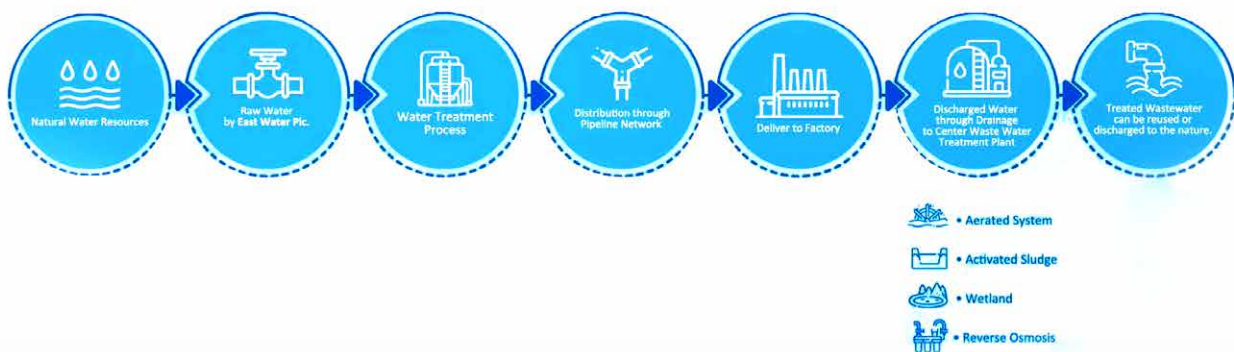 Natural Water Resources
Raw Water
by East Water Plc.
Water Treatment
Process
Distribution through
Pipeline Network
Deliver to Factory
Discharged Water
through Drainage
to Center Waste Water
Treatment Plant
Treated Wastewater
can be reused or
discharged to the nature.
• Aerated System
• Activated Sludge
• Wetland
• Reverse Osmosis